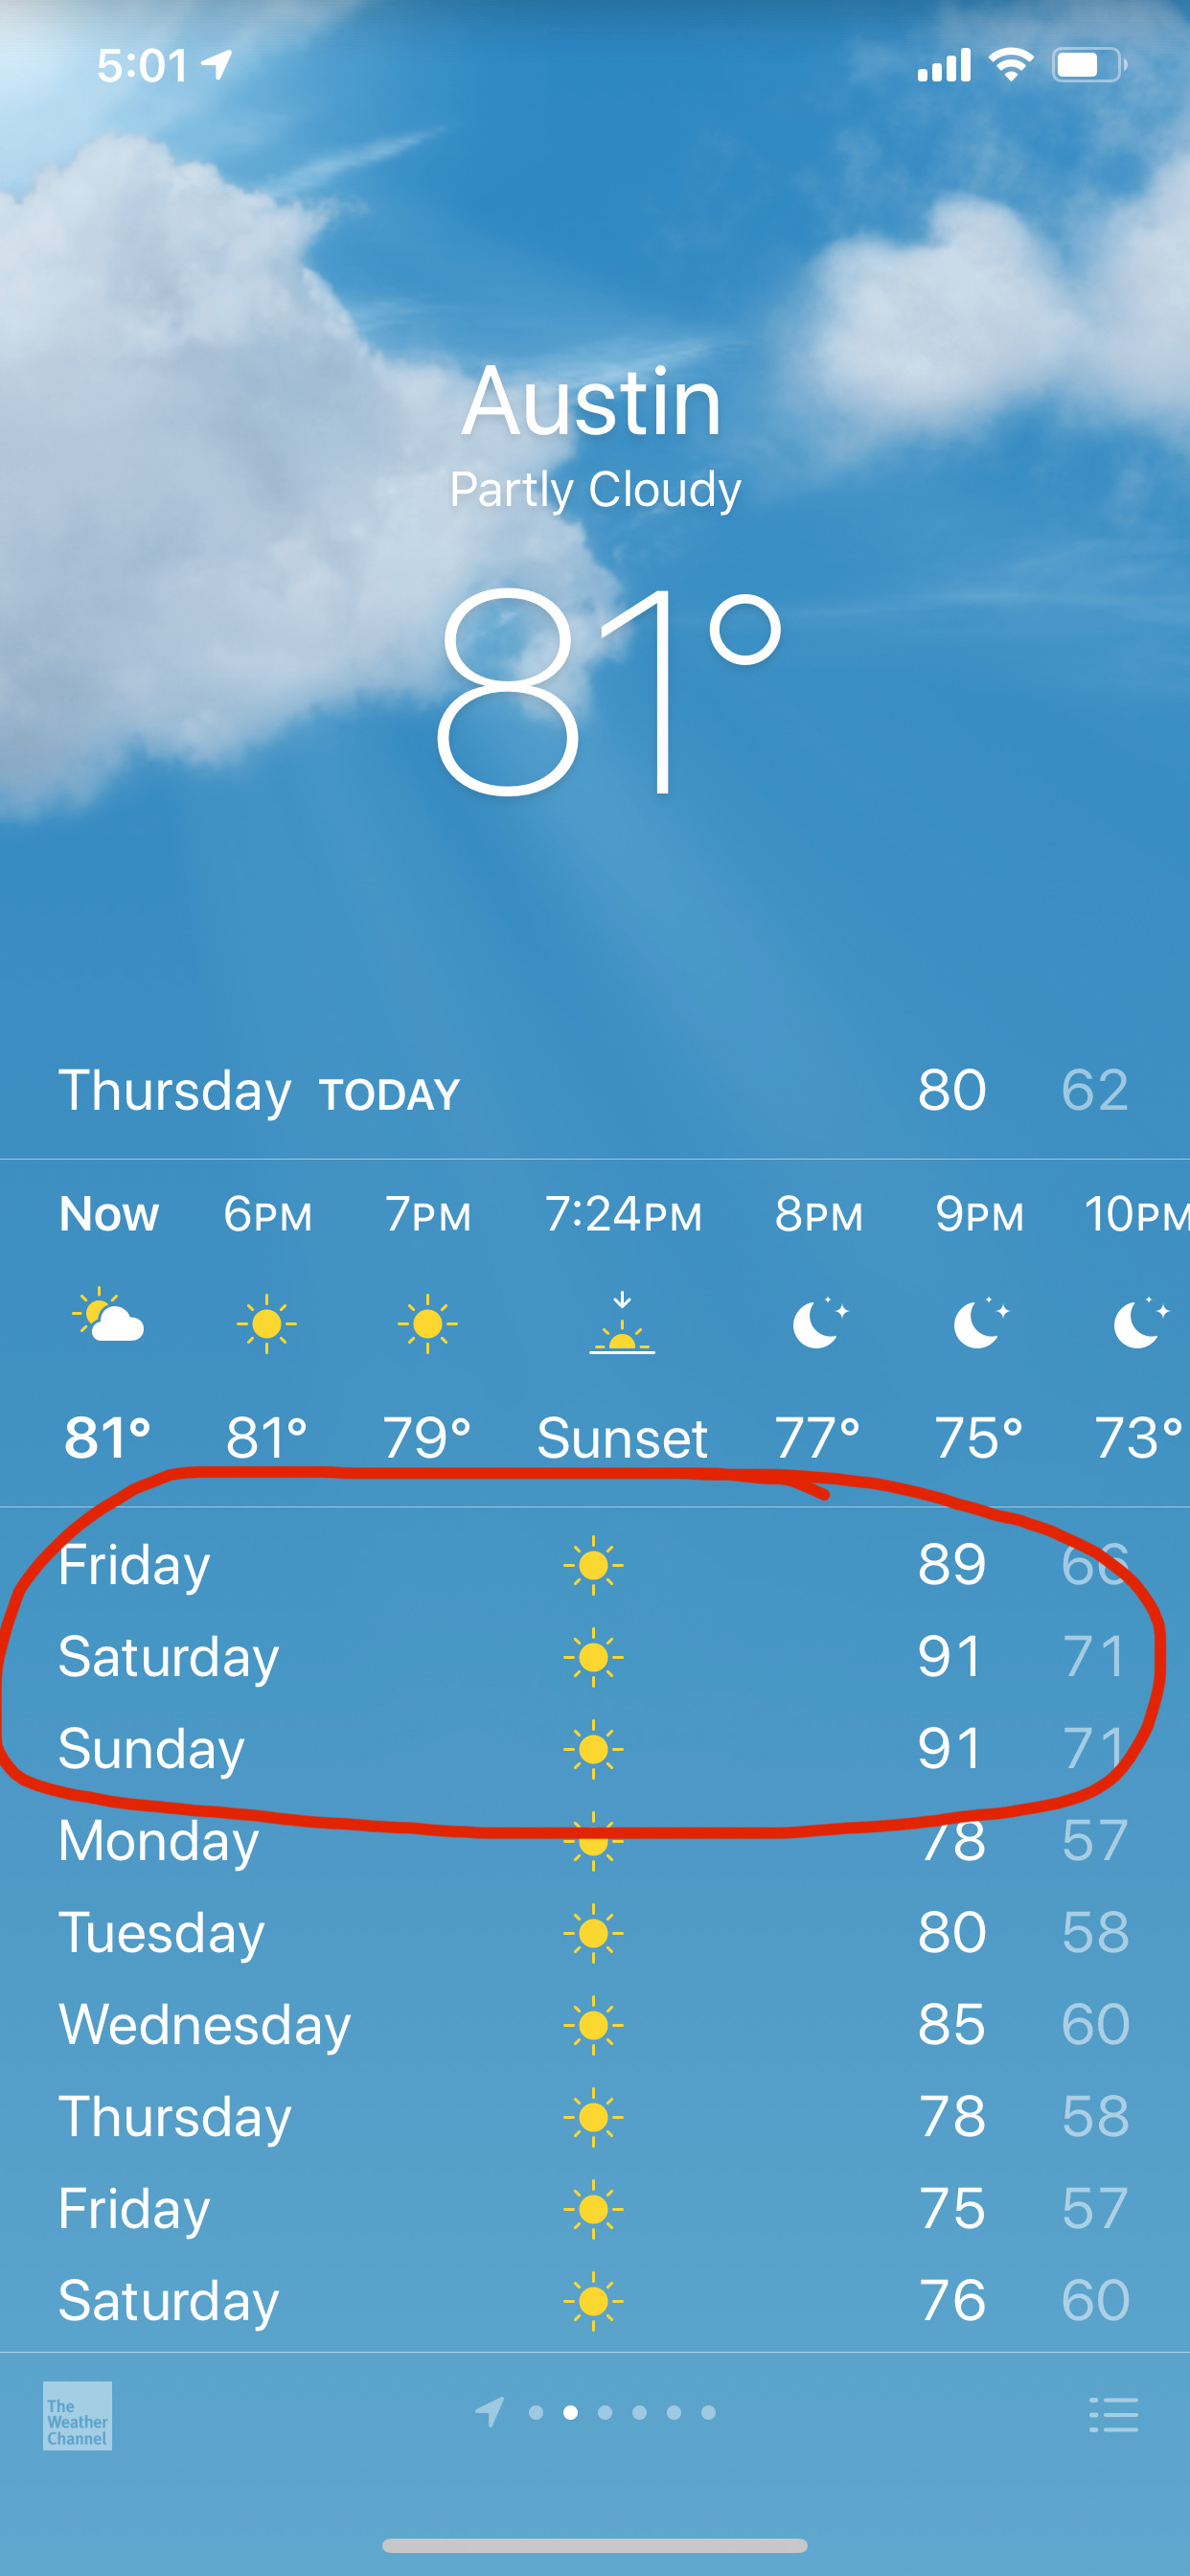 5:01
Austin
Partly Cloudy
81°
Thursday TODAY 80 62
Now 6PM 7PM 7:24PM 8PM 9PM 10PM
81° 81° 79° Sunset 77° 75° 73°
Friday 89 66
Saturday 91 71
Sunday 91 71
Monday 78 57
Tuesday 80 58
Wednesday 85 60
Thursday 78 58
Friday 75 57
Saturday 76 60
The
Weather
Channel